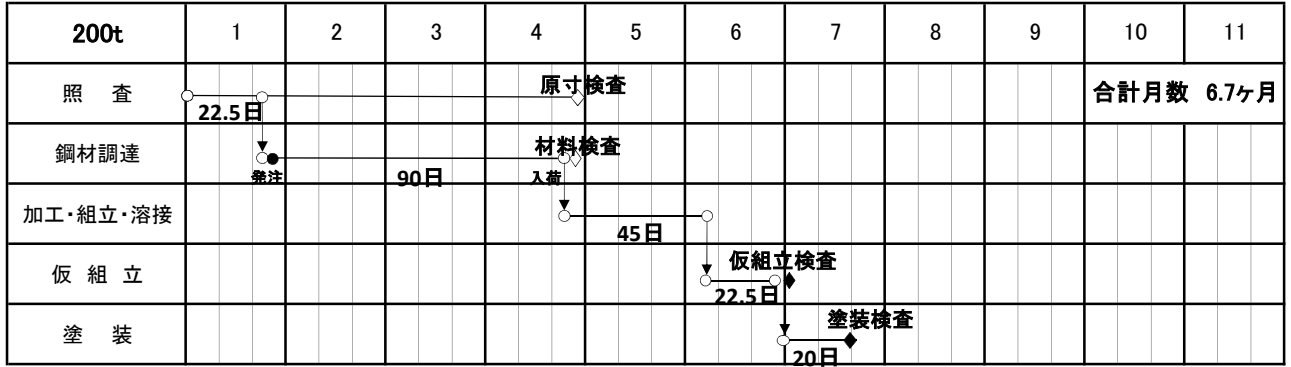 200t 1 2 3 4 5 6 7 8 9 10 11
照 査 原寸検査 合計月数 6.7ヶ月
22.5日
鋼材調達 材料検査
発注 90日 入荷
加工・組立・溶接
45日
仮 組 立 仮組立検査
22.5日
塗 装 塗装検査
20日